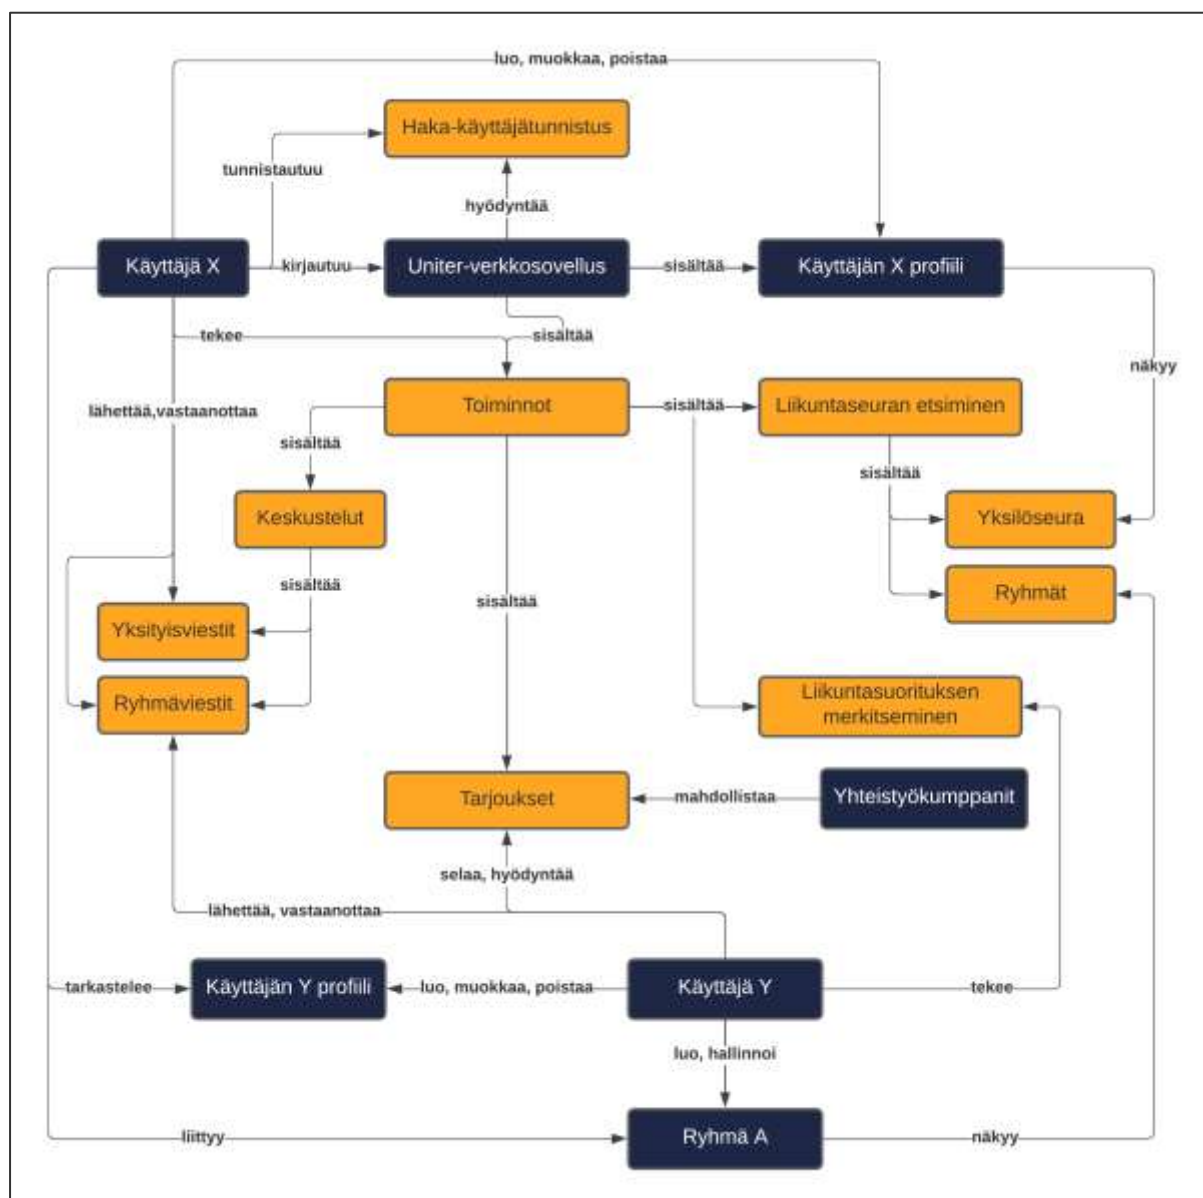 luo, muokkaa, poistaa
Haka-käyttäjätunnistus
tunnistautuu
hyödyntää
Käyttäjä X
kirjautuu
Uniter-verkkosovellus
sisältää
Käyttäjän X profiili
tekee
sisältää
näkyy
lähettää,vastaanottaa
Toiminnot
sisältää
Liikuntaseuran etsiminen
sisältää
sisältää
Keskustelut
Yksilöseura
sisältää
sisältää
Ryhmät
Yksityisviestit
Ryhmäviestit
Liikuntasuorituksen
merkitseminen
Tarjoukset
mahdollistaa
Yhteistyökumppanit
selaa, hyödyntää
lähettää, vastaanottaa
tarkastelee
Käyttäjän Y profiili
luo, muokkaa, poistaa
Käyttäjä Y
tekee
luo, hallinnoi
liittyy
Ryhmä A
näkyy